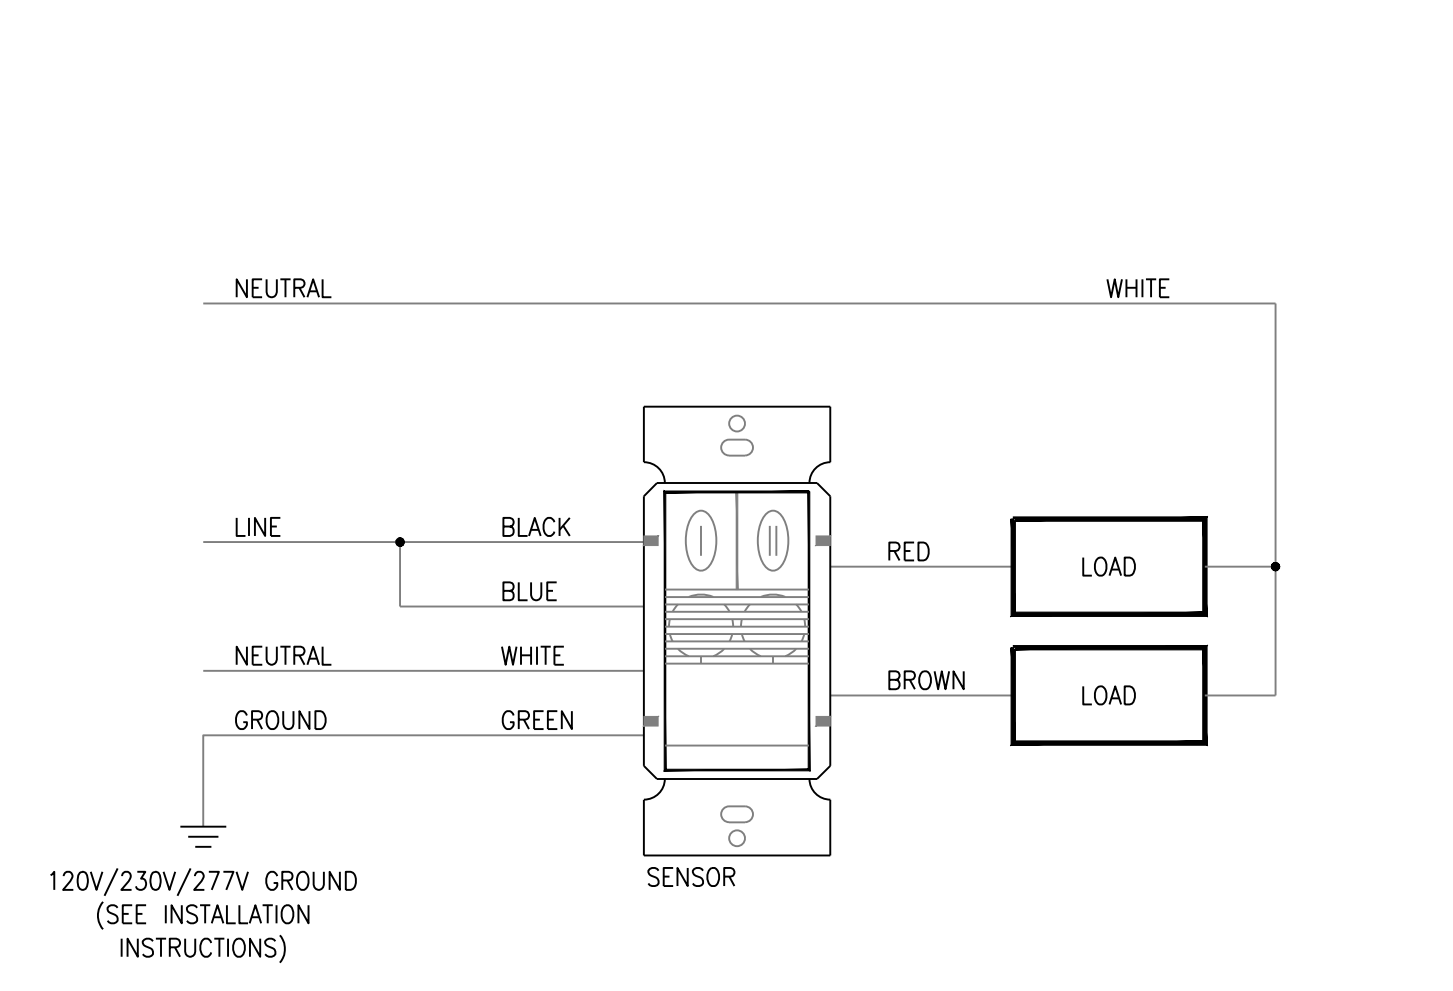 NEUTRAL WHITE
LINE BLACK
RED
LOAD
BLUE
NEUTRAL WHITE
BROWN
LOAD
GROUND GREEN
SENSOR
120V/230V/277V GROUND
(SEE INSTALLATION
INSTRUCTIONS)